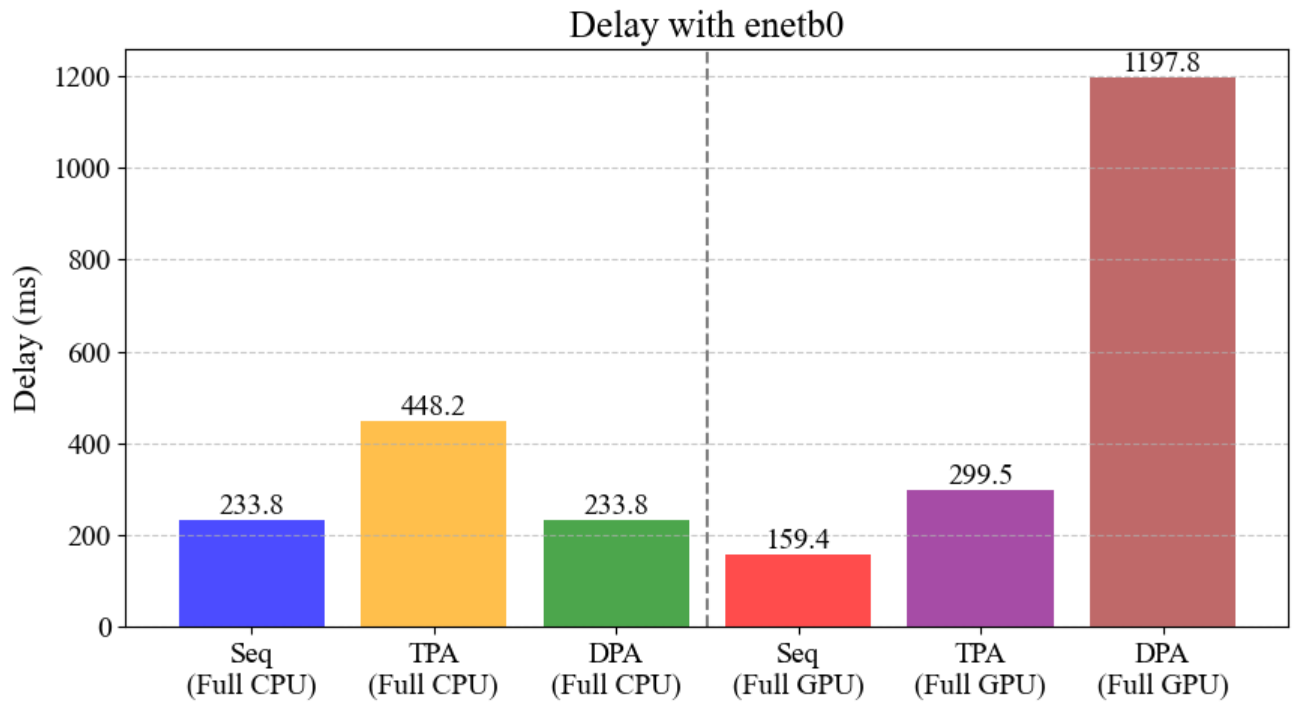 Delay with enetb0
Delay (ms)
1200
1000
800
600
400
200
0
233.8
448.2
233.8
159.4
299.5
1197.8
Seq
(Full CPU)
TPA
(Full CPU)
DPA
(Full CPU)
Seq
(Full GPU)
TPA
(Full GPU)
DPA
(Full GPU)